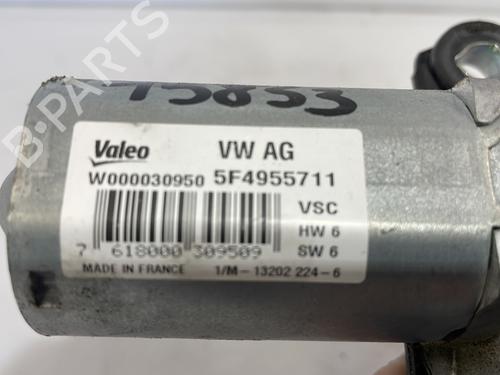 15853
B-PARTS
Valeo VW AG
W000030950 5F4955711
VSC
HW 6
7 618000 309509 SW 6
MADE IN FRANCE 1/M-13202 224-6